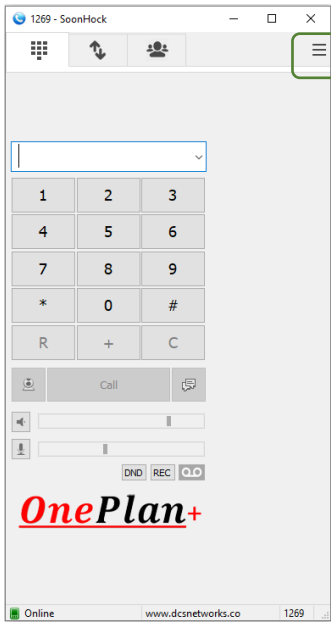 1269 - SoonHock
1 2 3
4 5 6
7 8 9
* 0 #
R + C
Call
DND REC
OnePlan+
Online www.dcsnetworks.co 1269